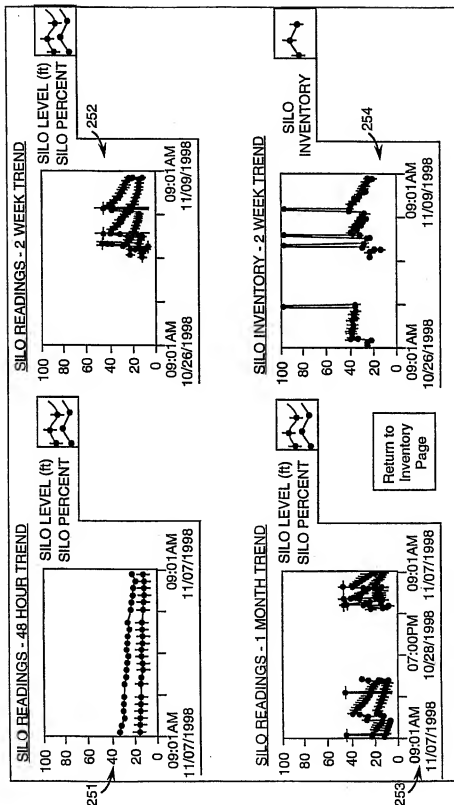 SILO READINGS - 48 HOUR TREND
SILO LEVEL (ft)
SILO PERCENT
100
80
60
40
20
0
09:01AM
11/07/1998
09:01AM
11/07/1998
251
SILO READINGS - 2 WEEK TREND
SILO LEVEL (ft)
SILO PERCENT
252
100
80
60
40
20
0
09:01AM
10/26/1998
09:01AM
11/09/1998
SILO READINGS - 1 MONTH TREND
SILO LEVEL (ft)
SILO PERCENT
100
80
60
40
20
0
09:01AM
11/07/1998
07:00PM
10/28/1998
09:01AM
11/07/1998
253
Return to
Inventory
Page
SILO INVENTORY - 2 WEEK TREND
SILO
INVENTORY
254
100
80
60
40
20
0
09:01AM
10/26/1998
09:01AM
11/09/1998